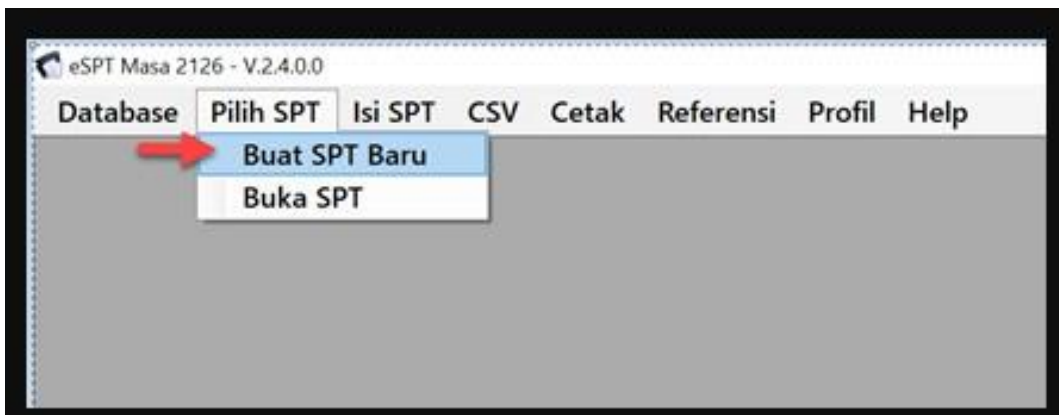 eSPT Masa 2126 - V.2.4.0.0
Database Pilih SPT Isi SPT CSV Cetak Referensi Profil Help
Buat SPT Baru
Buka SPT